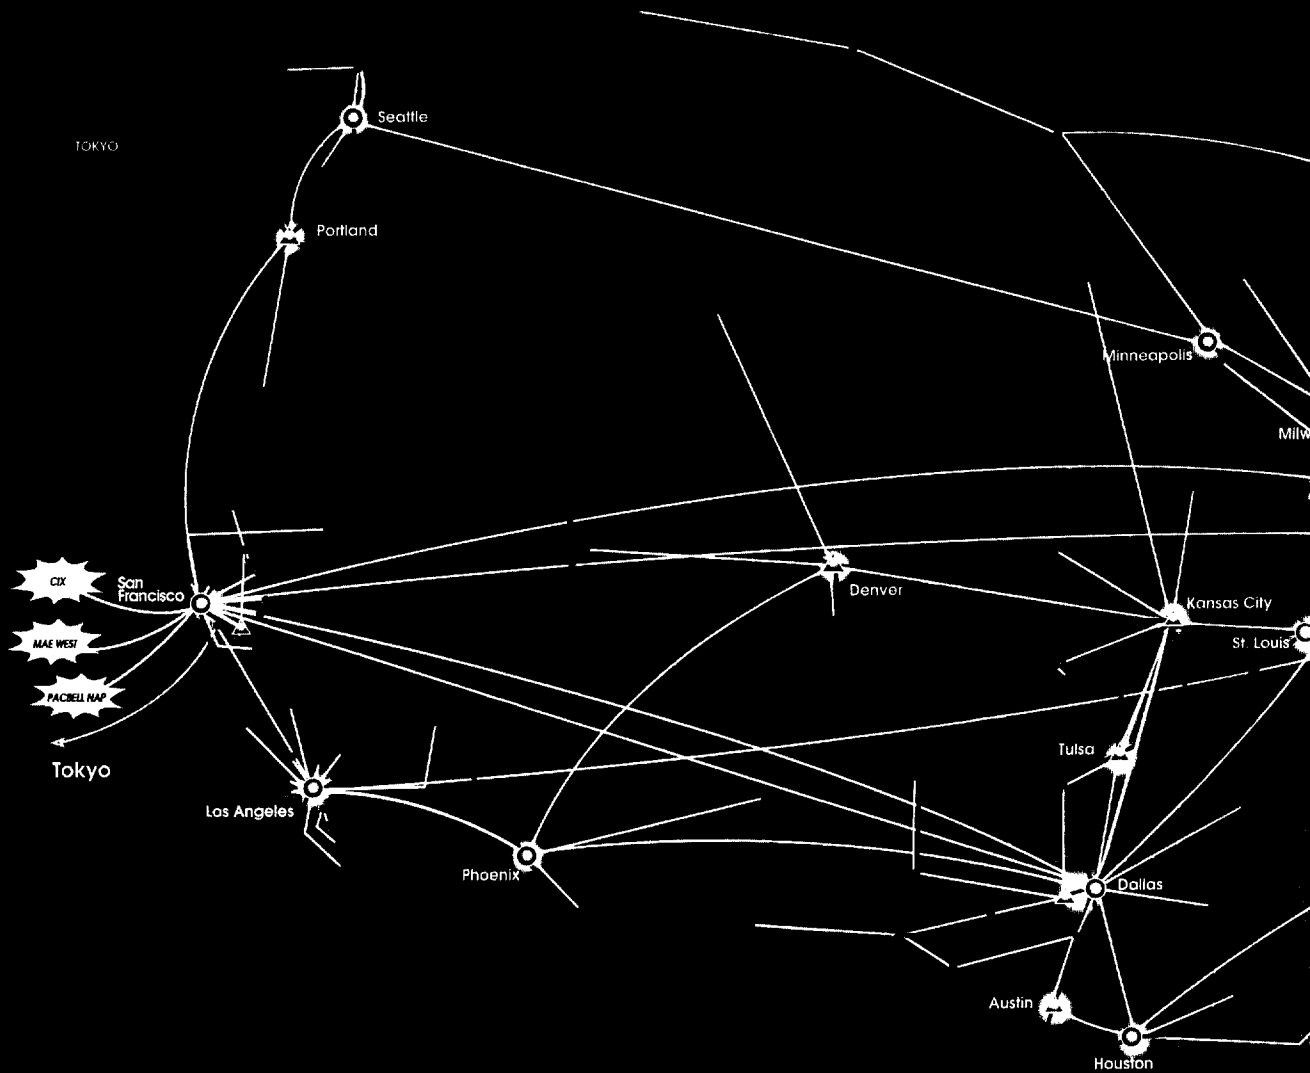 Seattle
TOKYO
Portland
Minneapolis
CIX
San
Francisco
Denver
Kansas City
MAE WEST
St. Louis
PACBELL NAP
Tulsa
Tokyo
Los Angeles
Phoenix
Dallas
Austin
Houston